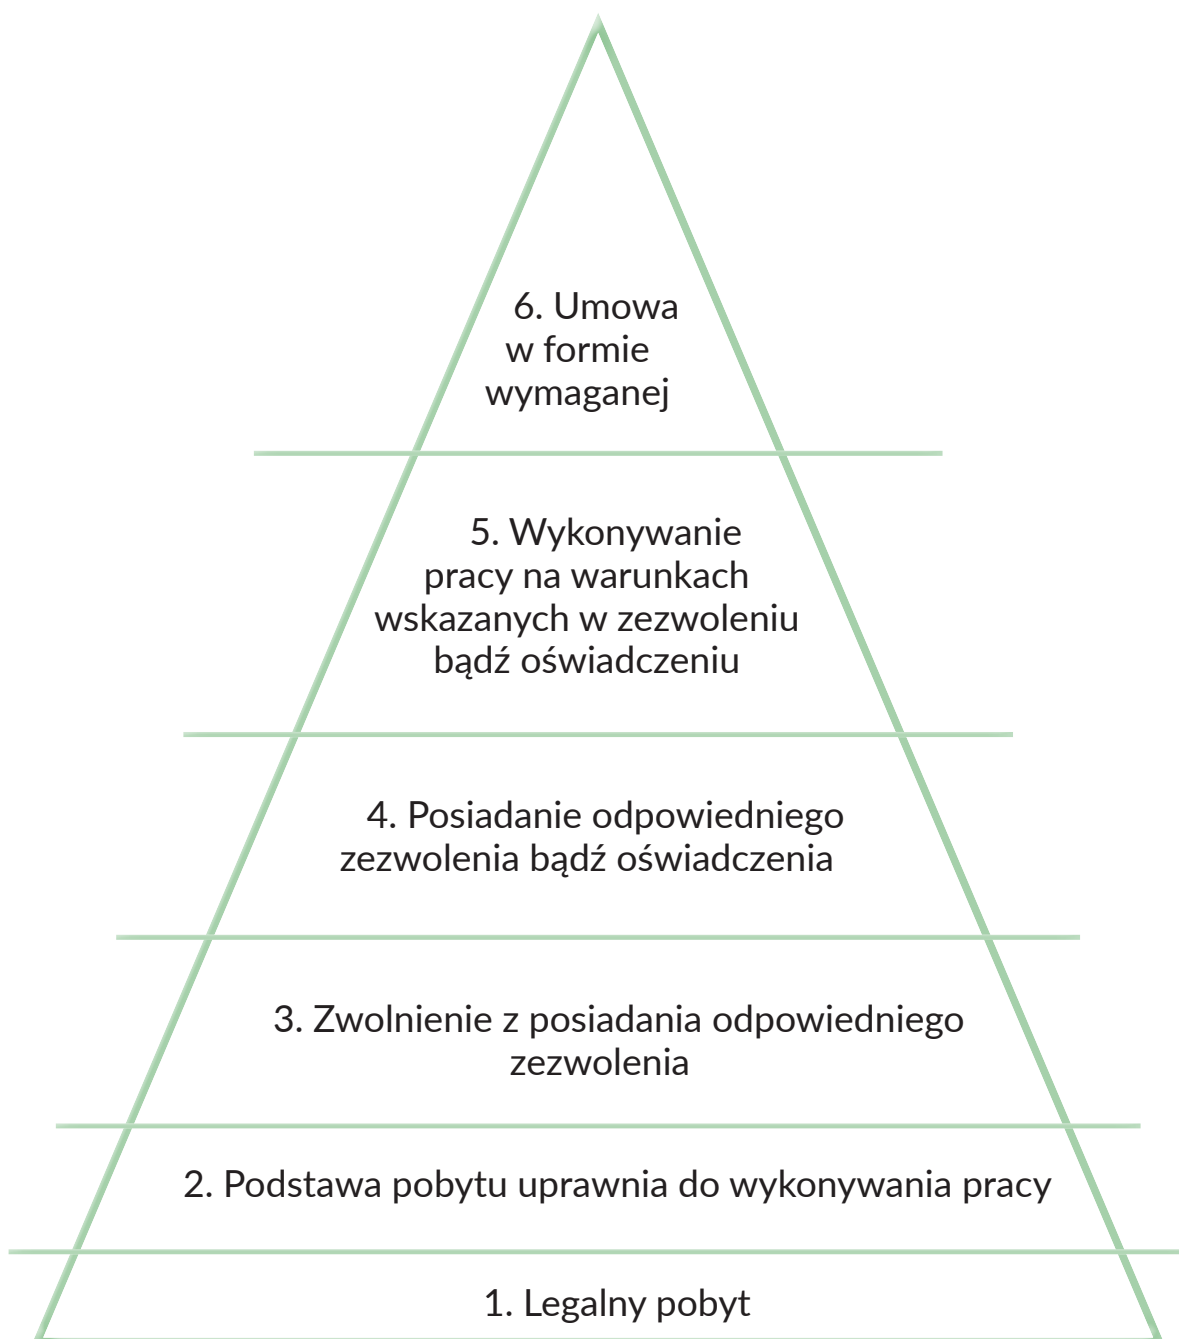 6. Umowa
w formie
wymaganej
5. Wykonywanie
pracy na warunkach
wskazanych w zezwoleniu
bądź oświadczeniu
4. Posiadanie odpowiedniego
zezwolenia bądź oświadczenia
3. Zwolnienie z posiadania odpowiedniego
zezwolenia
2. Podstawa pobytu uprawnia do wykonywania pracy
1. Legalny pobyt